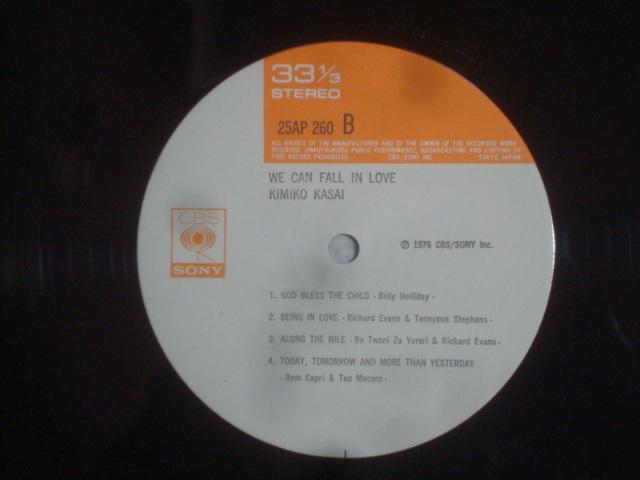 33 1/3
STEREO
25AP 260 B
ALL RIGHTS OF THE MANUFACTURER AND OF THE OWNER OF THE RECORDED WORK
RESERVED UNAUTHORIZED PUBLIC PERFORMANCE, BROADCASTING AND COPYING OF
THIS RECORD PROHIBITED CBS/SONY INC TOKYO JAPAN
WE CAN FALL IN LOVE
KIMIKO KASAI
CBS
SONY
℗ 1976 CBS/SONY Inc.
1. GOD BLESS THE CHILD - Billy Holliday -
2. BEING IN LOVE - Richard Evans & Tennyson Stephens -
3. ALONG THE NILE - Re Twani Za Yereri & Richard Evans -
4. TODAY, TOMORROW AND MORE THAN YESTERDAY
- Rem Capri & Teo Macero -